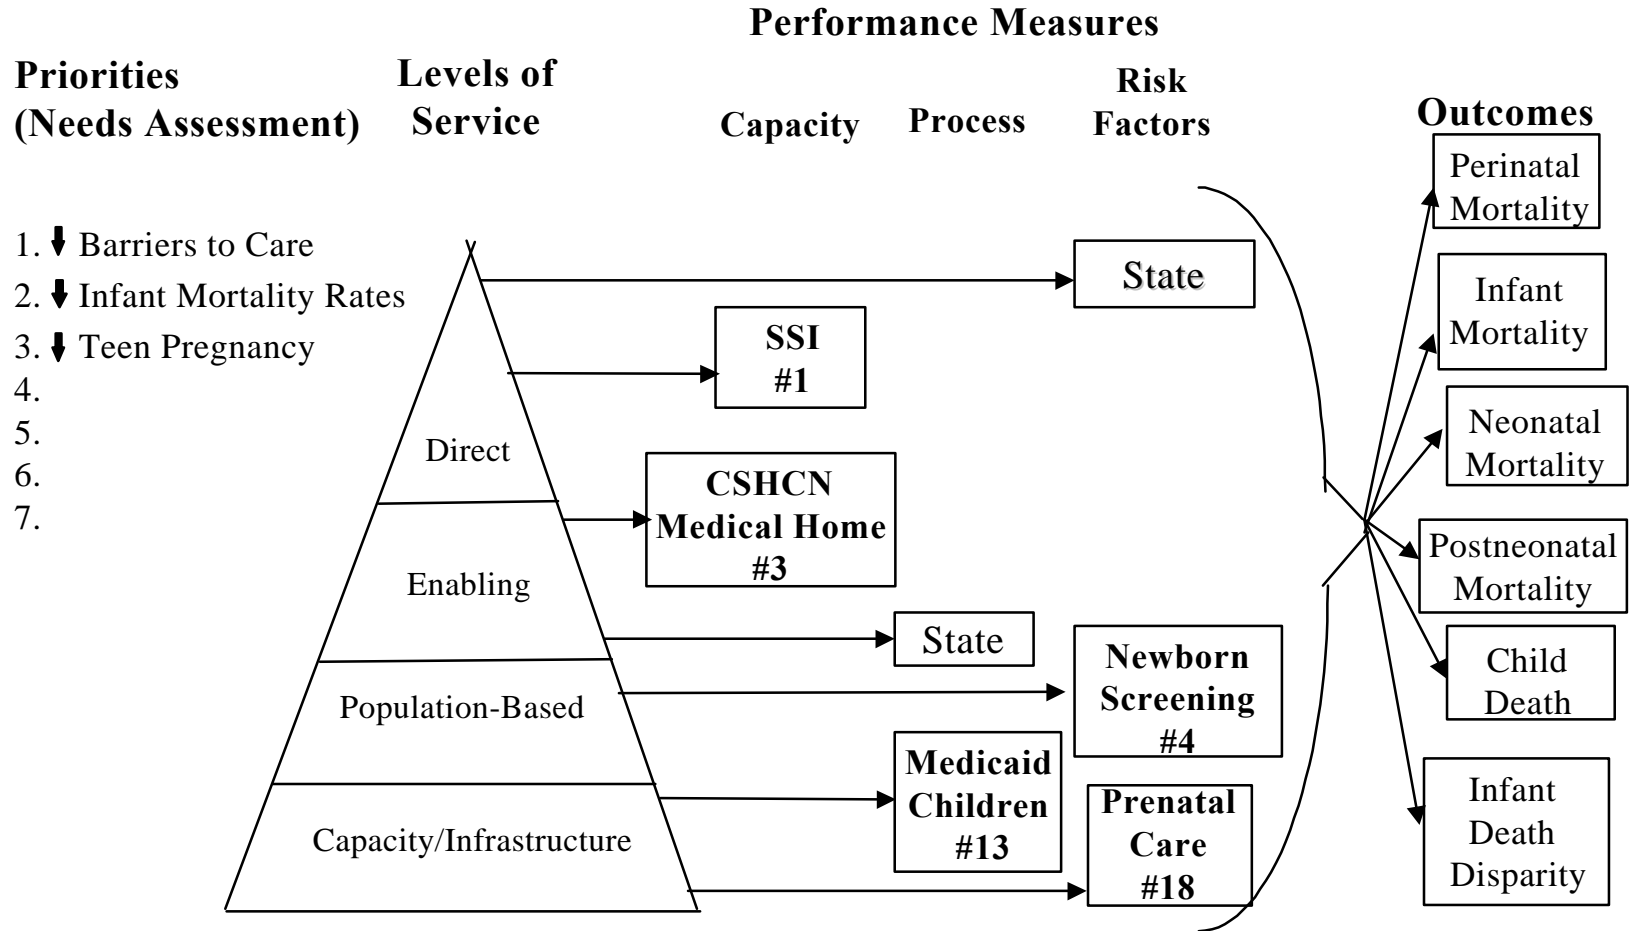 Performance Measures
Priorities
(Needs Assessment)
Levels of
Service
Capacity
Process
Risk
Factors
Outcomes
1. ⬇ Barriers to Care
2. ⬇ Infant Mortality Rates
3. ⬇ Teen Pregnancy
4.
5.
6.
7.
Direct
Enabling
Population-Based
Capacity/Infrastructure
State
SSI
#1
CSHCN
Medical Home
#3
State
Newborn
Screening
#4
Medicaid
Children
#13
Prenatal
Care
#18
Perinatal
Mortality
Infant
Mortality
Neonatal
Mortality
Postneonatal
Mortality
Child
Death
Infant
Death
Disparity